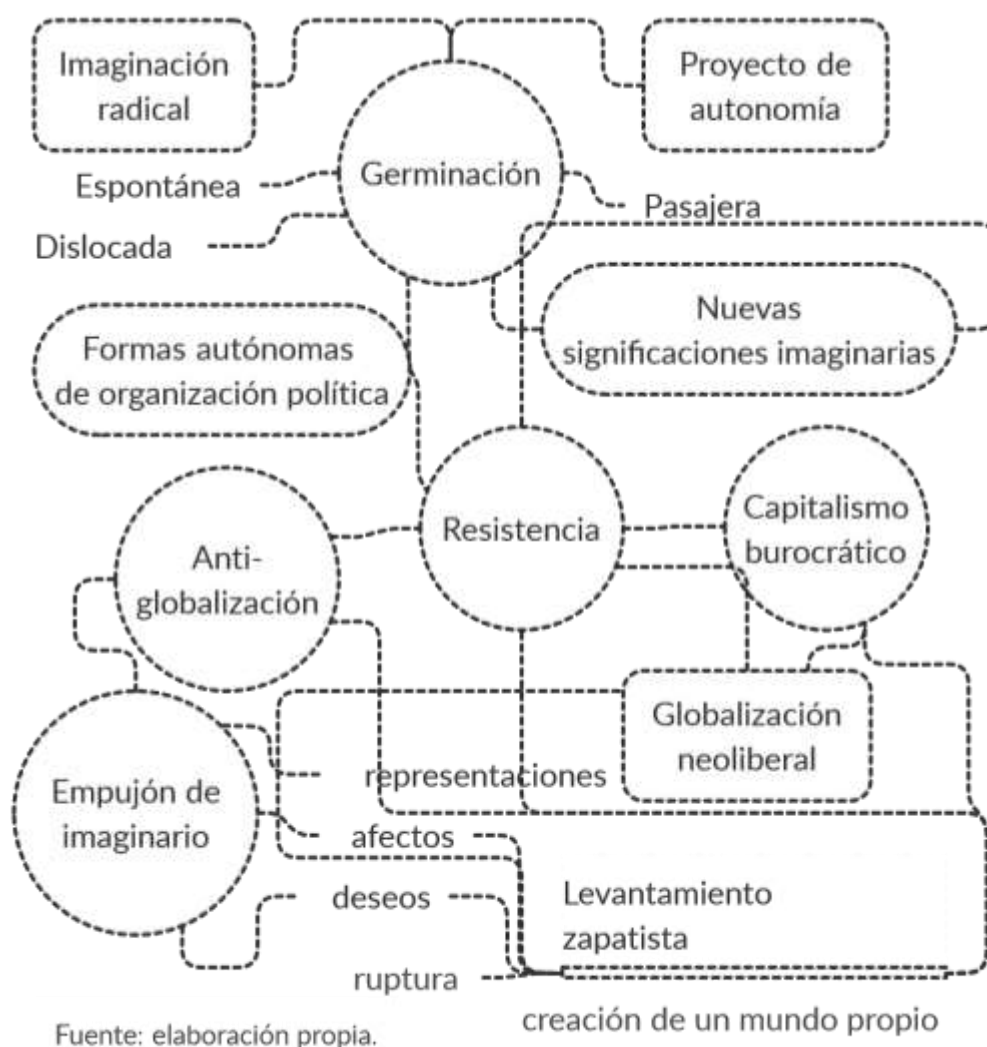 Imaginación
radical
Proyecto de
autonomía
Germinación
Espontánea
Pasajera
Dislocada
Nuevas
significaciones imaginarias
Formas autónomas
de organización política
Resistencia
Capitalismo
burocrático
Anti-
globalización
Globalización
neoliberal
Empujón de
imaginario
representaciones
afectos
deseos
ruptura
Levantamiento
zapatista
creación de un mundo propio
Fuente: elaboración propia.